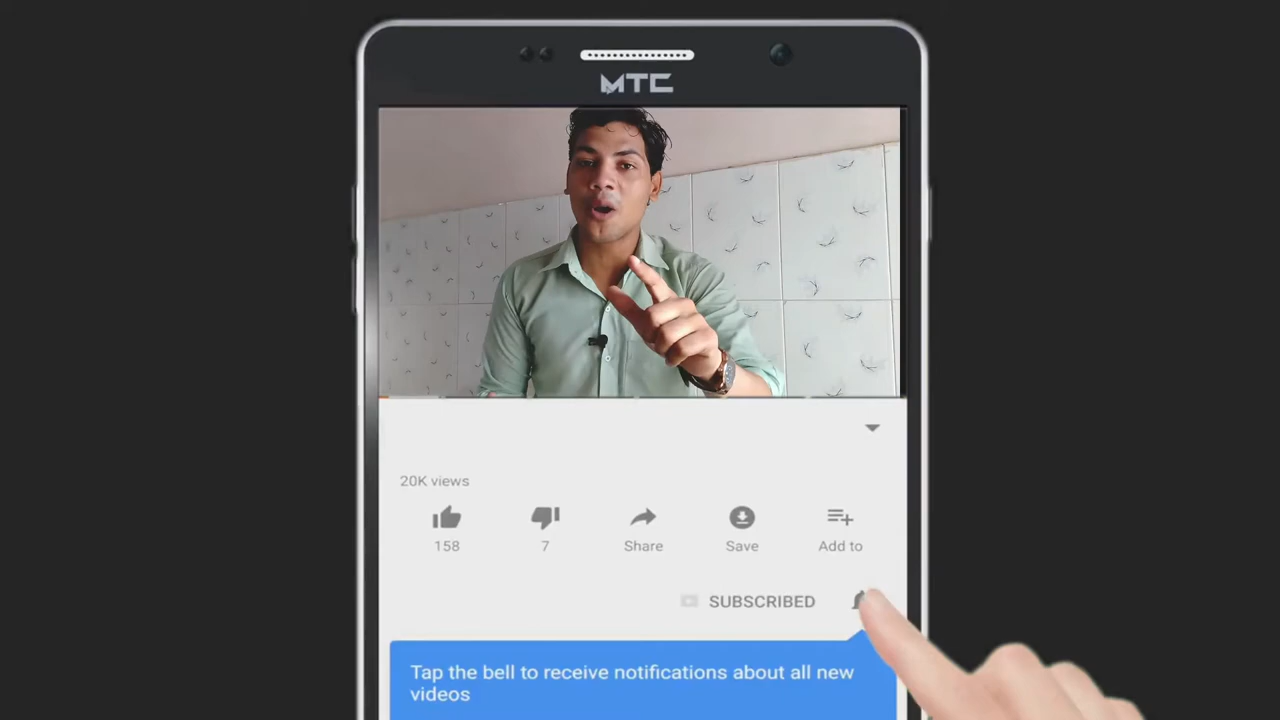 MTC
20K views
158
7
Share
Save
Add to
SUBSCRIBED
Tap the bell to receive notifications about all new
videos